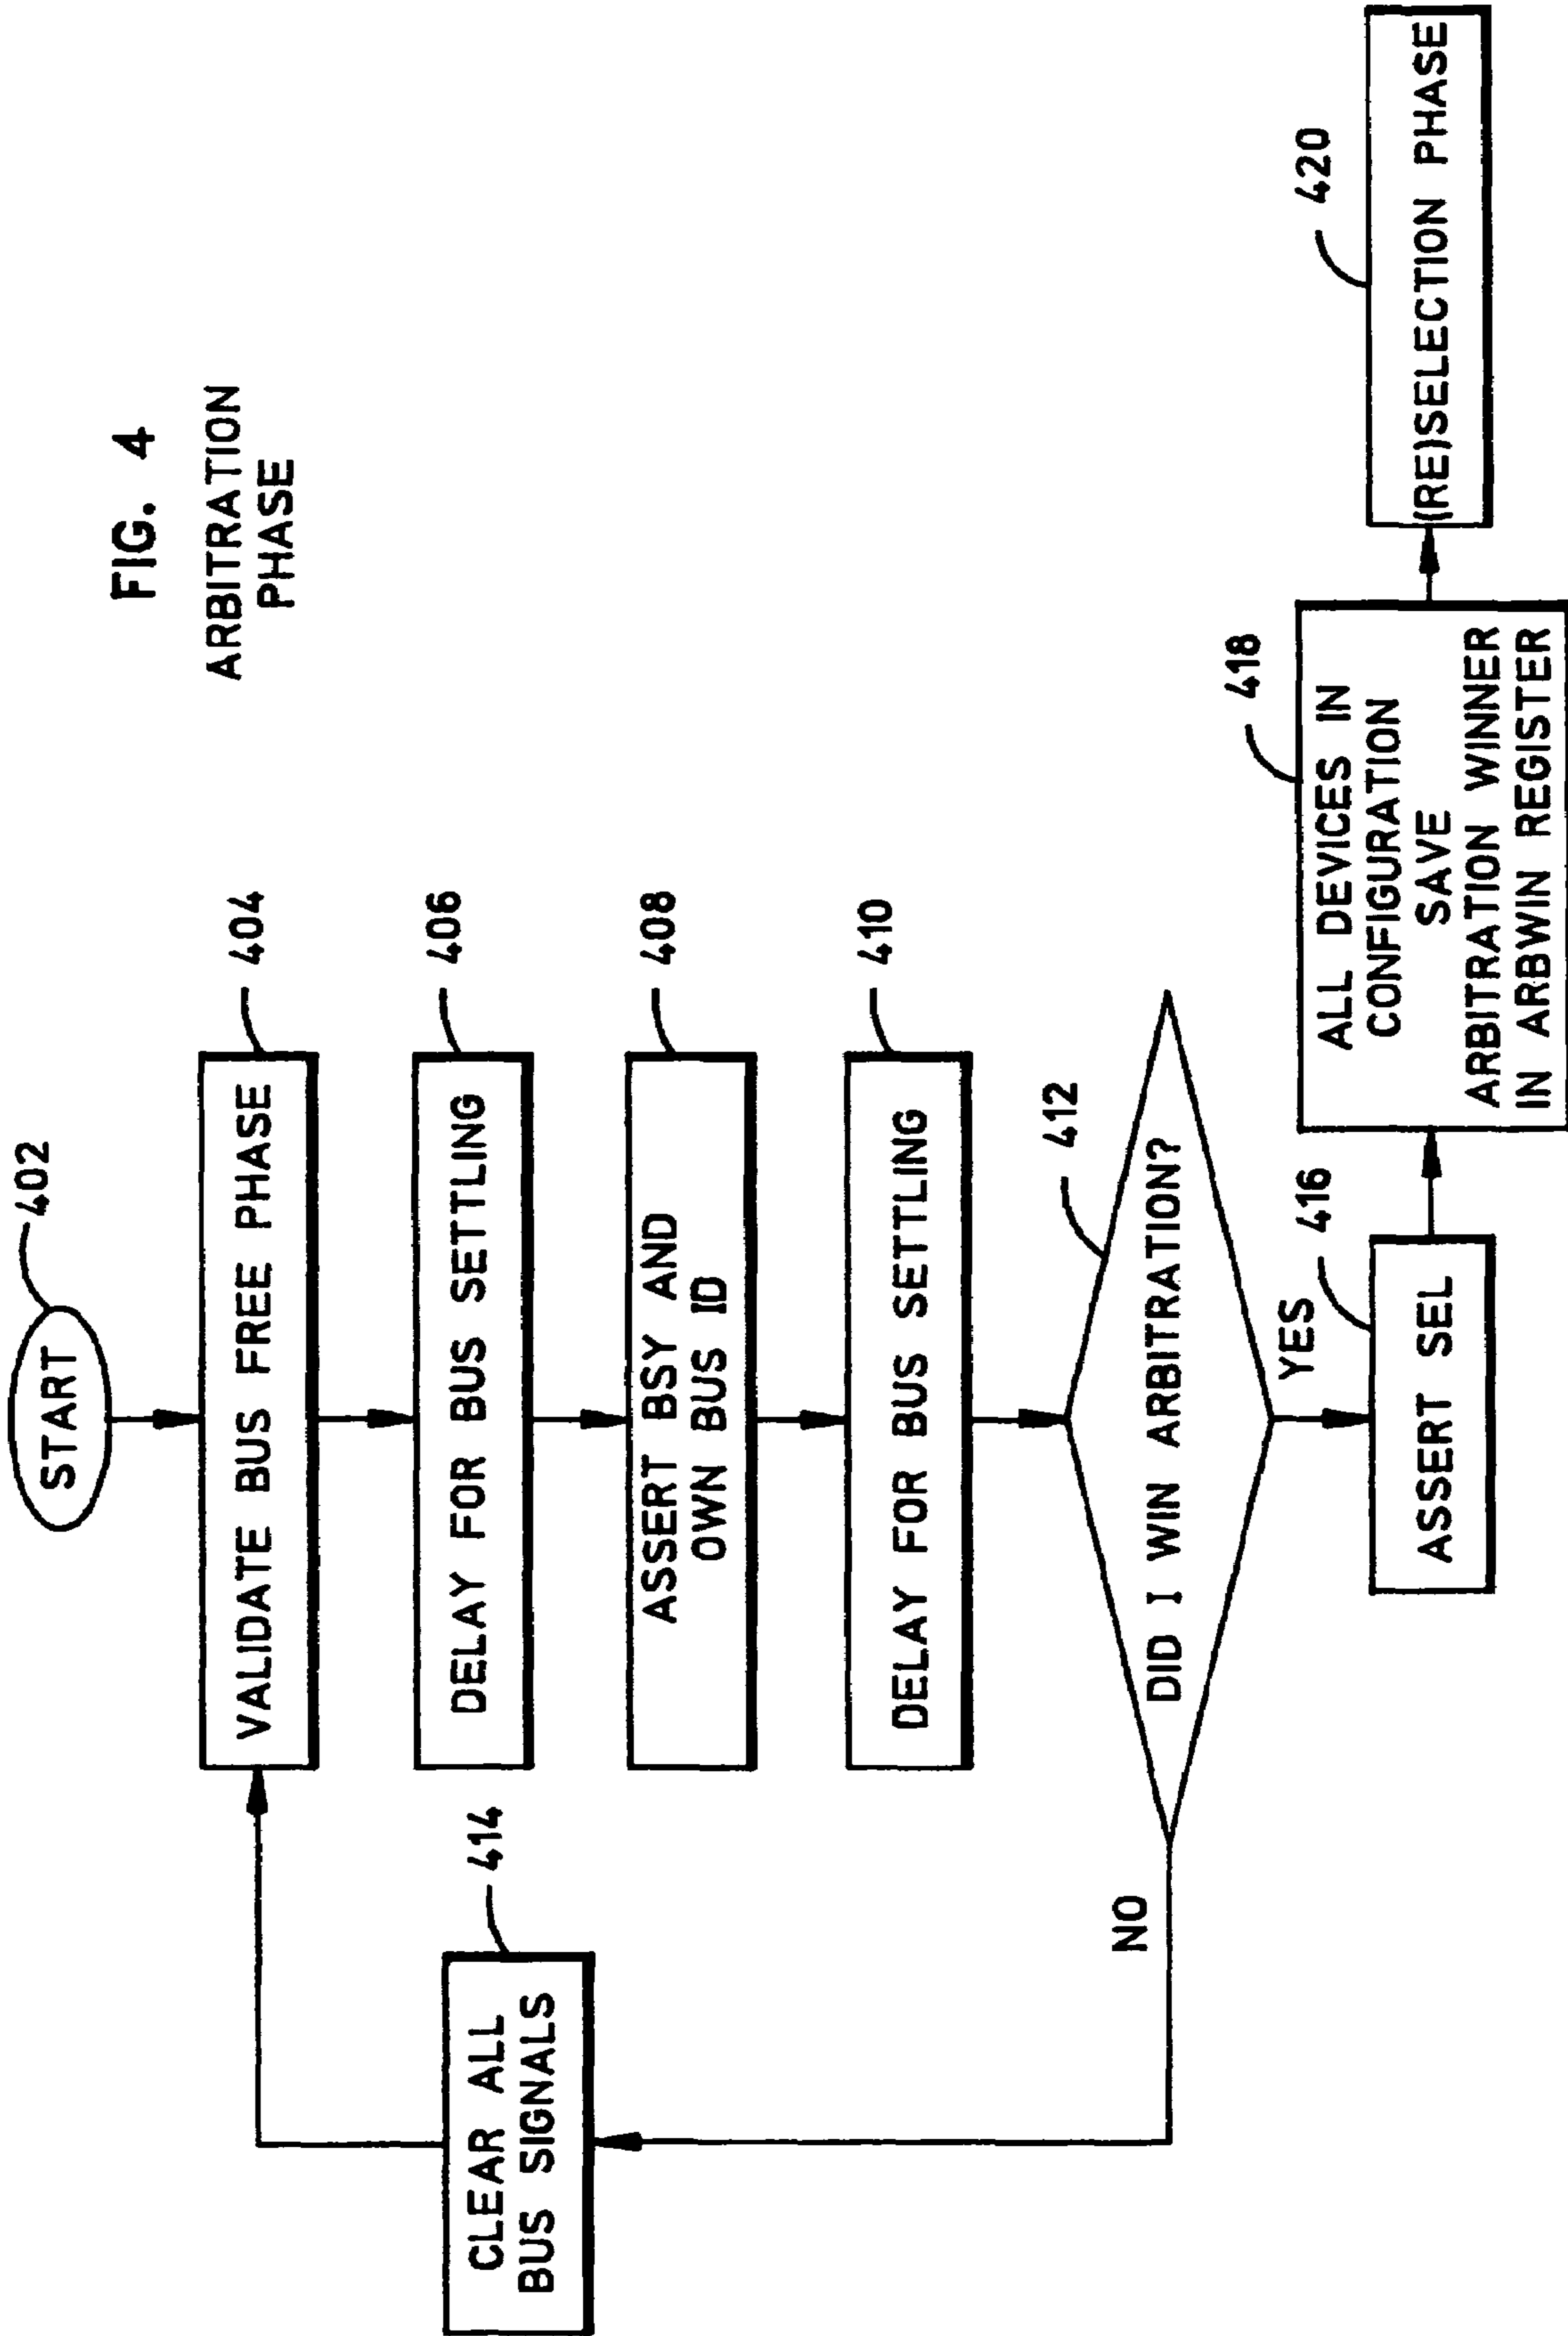 FIG. 4
ARBITRATION
PHASE
START
402
VALIDATE BUS FREE PHASE
404
DELAY FOR BUS SETTLING
406
ASSERT BSY AND
OWN BUS ID
408
DELAY FOR BUS SETTLING
410
DID I WIN ARBITRATION?
412
NO
CLEAR ALL
BUS SIGNALS
414
YES
ASSERT SEL
416
ALL DEVICES IN
CONFIGURATION
SAVE
ARBITRATION WINNER
IN ARBWIN REGISTER
418
(RE)SELECTION PHASE
420